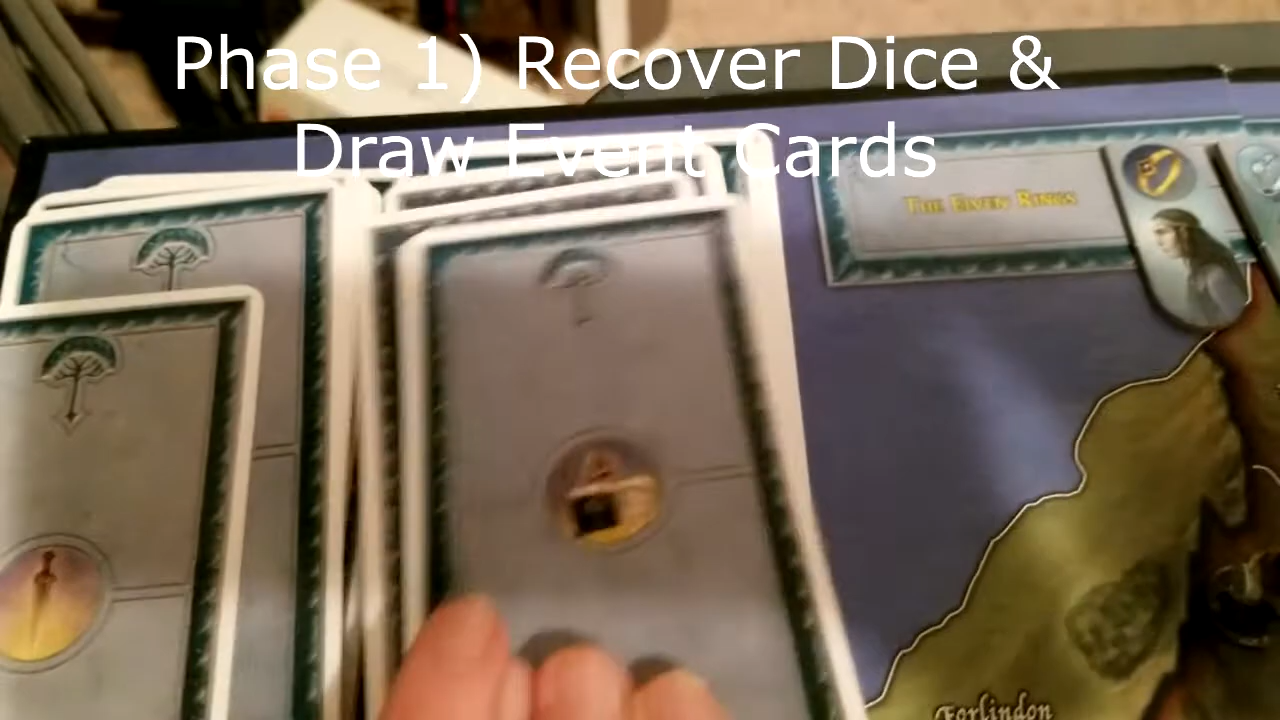 Phase 1) Recover Dice &
Draw Event Cards
The Elven Rings
Forlindon